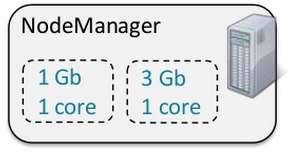 NodeManager
1 Gb
1 core
3 Gb
1 core